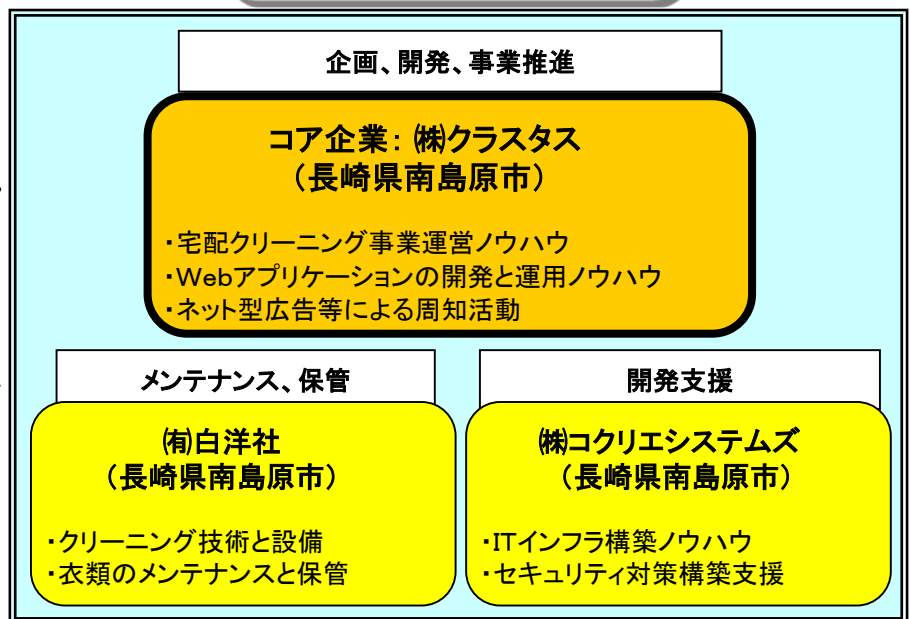 企画、開発、事業推進
コア企業：㈱クラスタス
（長崎県南島原市）
・宅配クリーニング事業運営ノウハウ
・Webアプリケーションの開発と運用ノウハウ
・ネット型広告等による周知活動
メンテナンス、保管
㈲白洋社
（長崎県南島原市）
・クリーニング技術と設備
・衣類のメンテナンスと保管
開発支援
㈱コクリエシステムズ
（長崎県南島原市）
・ITインフラ構築ノウハウ
・セキュリティ対策構築支援